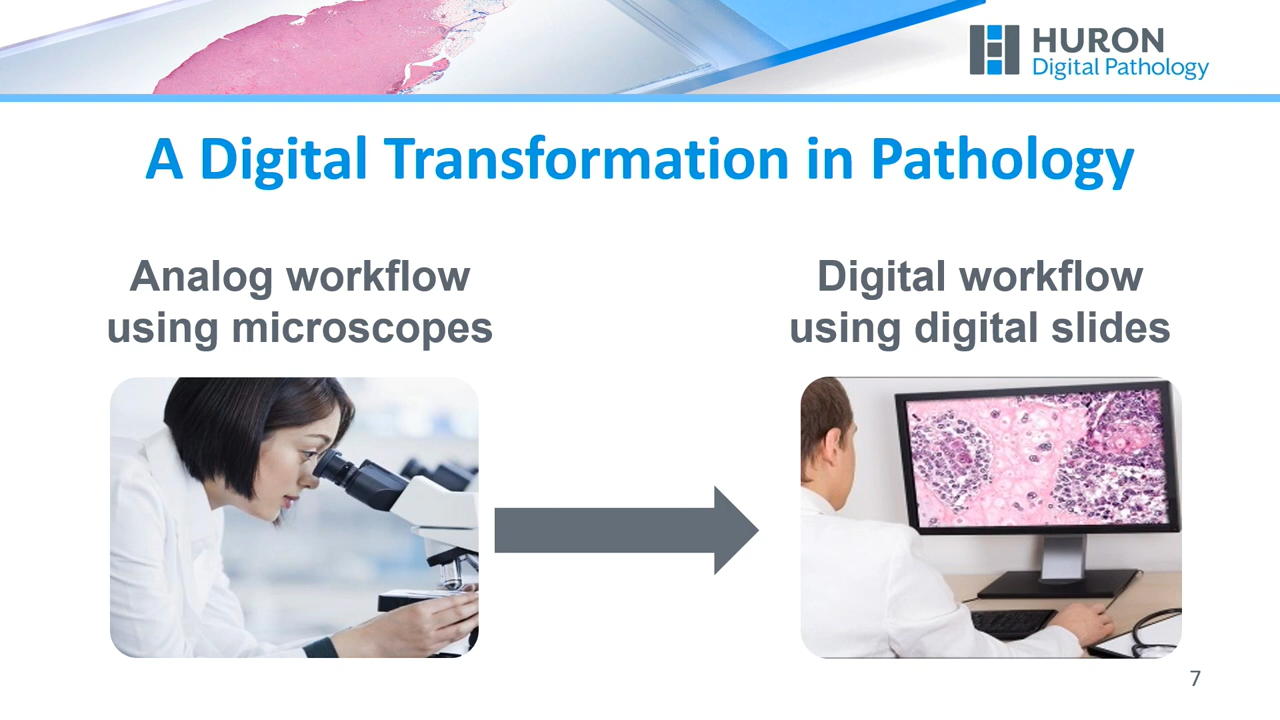 HURON
Digital Pathology
A Digital Transformation in Pathology
Analog workflow
using microscopes
Digital workflow
using digital slides
7